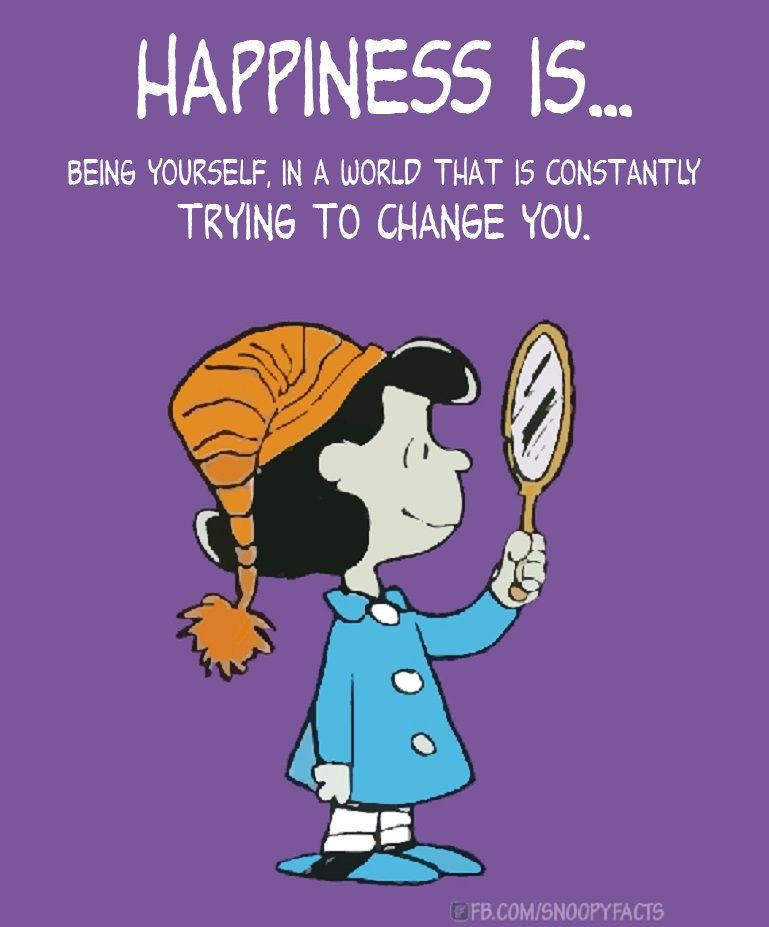 HAPPINESS IS...
BEING YOURSELF, IN A WORLD THAT IS CONSTANTLY
TRYING TO CHANGE YOU.
FB.COM/SNOOPYFACTS